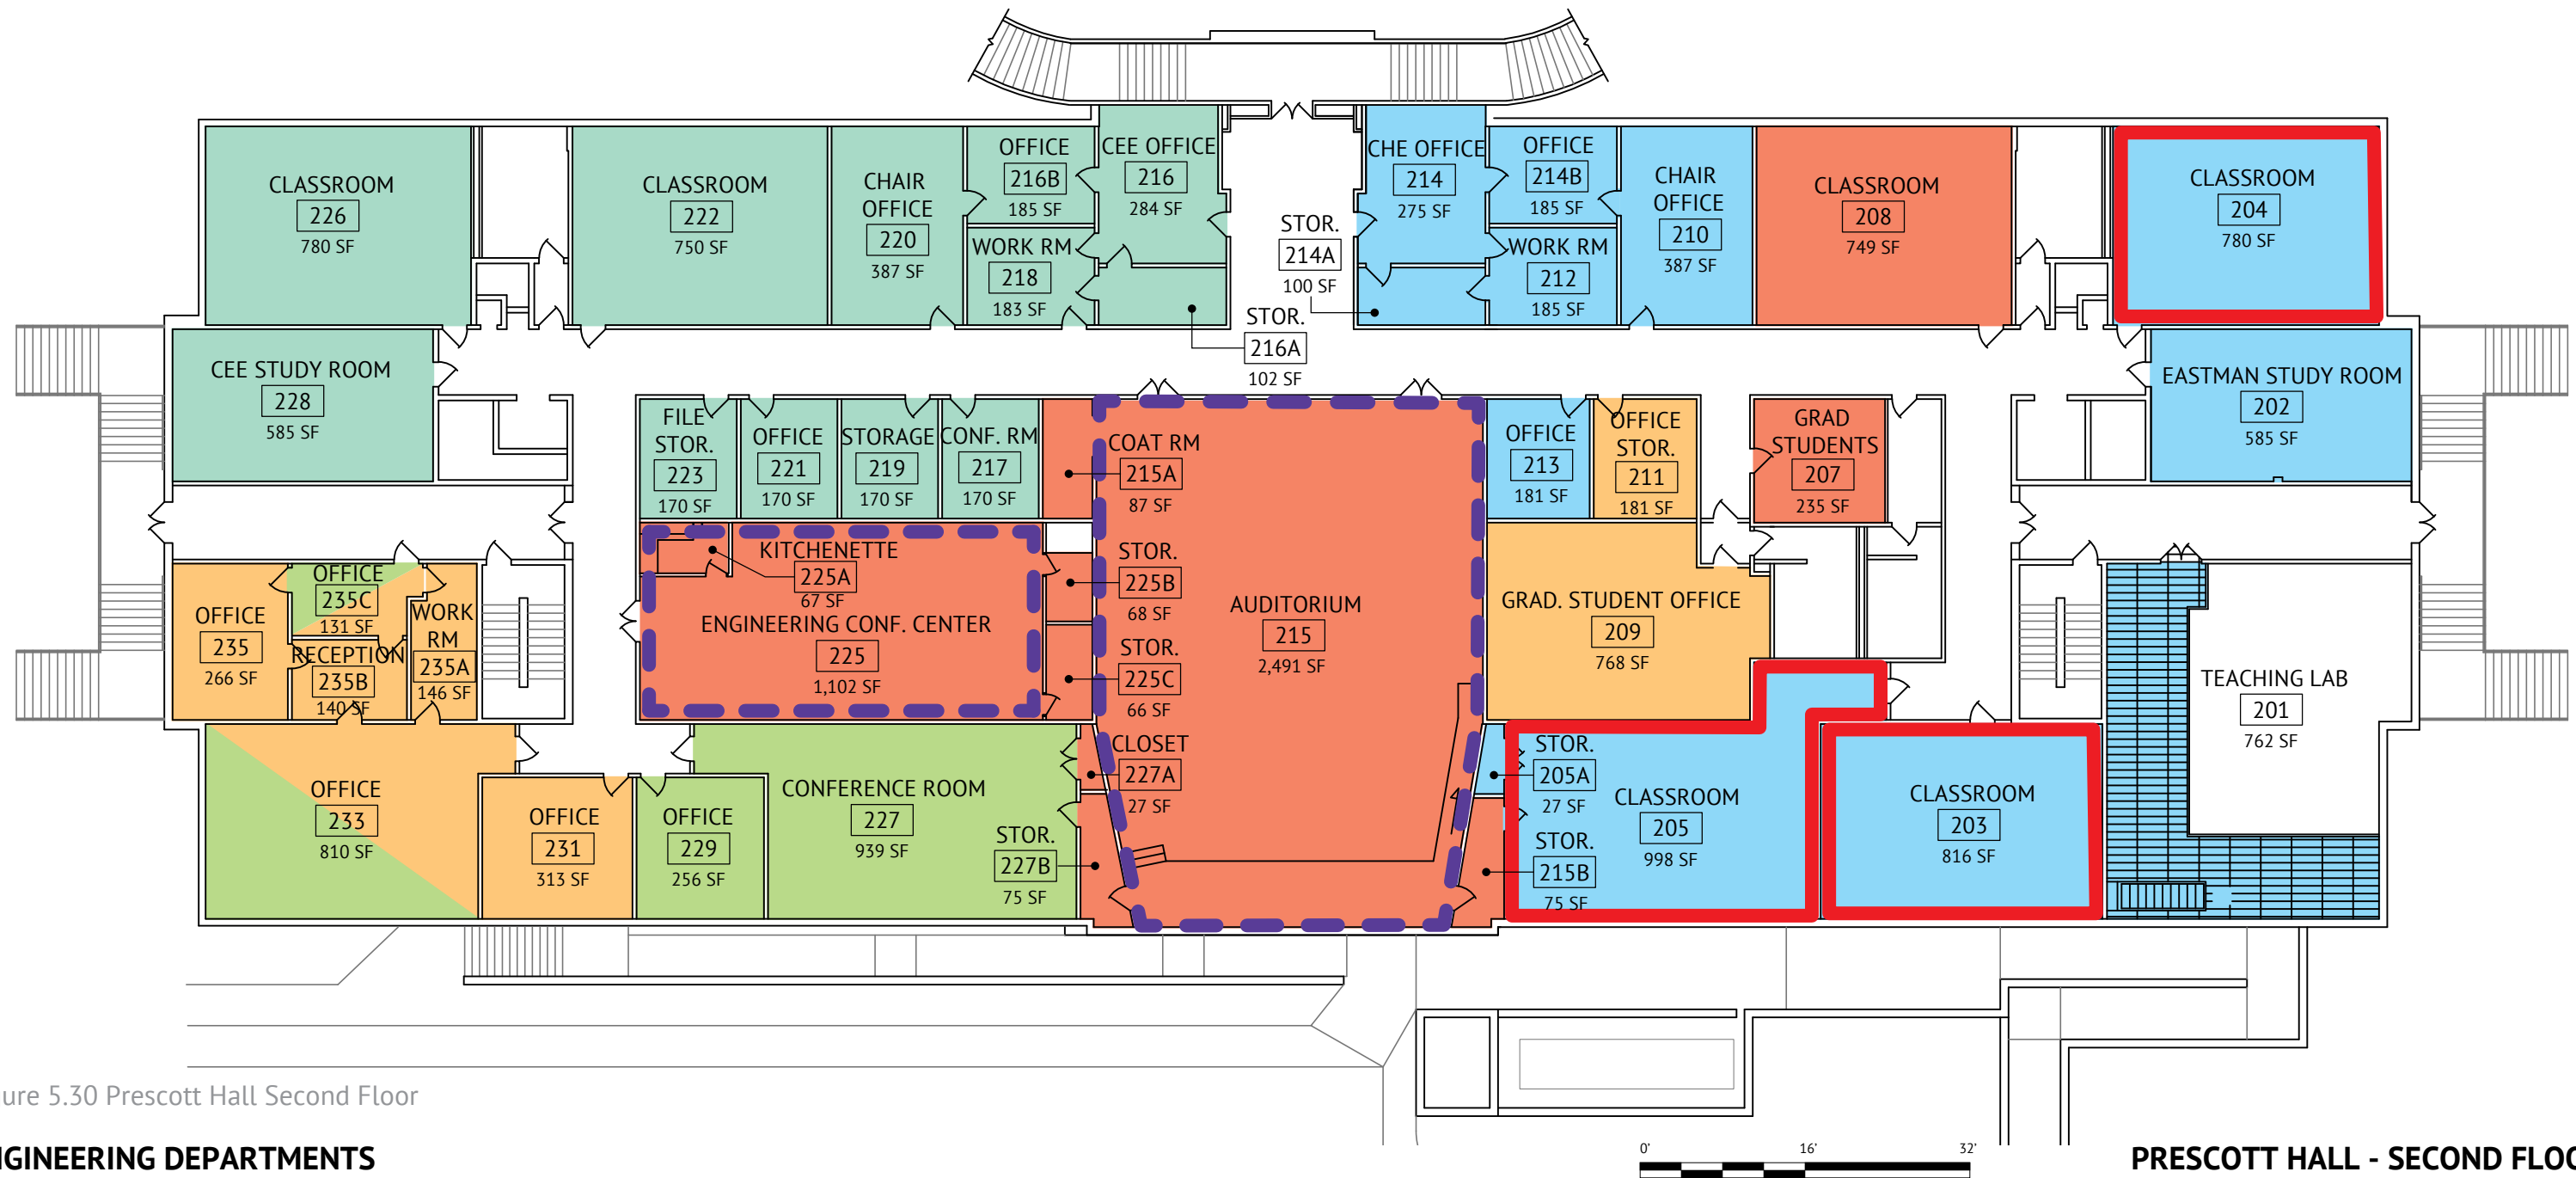 CLASSROOM
226
780 SF
CLASSROOM
222
750 SF
CHAIR
OFFICE
220
387 SF
OFFICE
216B
185 SF
WORK RM
218
183 SF
CEE OFFICE
216
284 SF
STOR.
214A
100 SF
STOR.
216A
102 SF
CHE OFFICE
214
275 SF
OFFICE
214B
185 SF
WORK RM
212
185 SF
CHAIR
OFFICE
210
387 SF
CLASSROOM
208
749 SF
CLASSROOM
204
780 SF
CEE STUDY ROOM
228
585 SF
FILE
STOR.
223
170 SF
OFFICE
221
170 SF
STORAGE
219
170 SF
CONF. RM
217
170 SF
COAT RM
215A
87 SF
OFFICE
213
181 SF
OFFICE
STOR.
211
181 SF
GRAD
STUDENTS
207
235 SF
EASTMAN STUDY ROOM
202
585 SF
KITCHENETTE
225A
67 SF
ENGINEERING CONF. CENTER
225
1,102 SF
STOR.
225B
68 SF
STOR.
225C
66 SF
AUDITORIUM
215
2,491 SF
GRAD. STUDENT OFFICE
209
768 SF
OFFICE
235
266 SF
OFFICE
235C
131 SF
RECEPTION
235B
140 SF
WORK
RM
235A
146 SF
TEACHING LAB
201
762 SF
OFFICE
233
810 SF
OFFICE
231
313 SF
OFFICE
229
256 SF
CONFERENCE ROOM
227
939 SF
CLOSET
227A
27 SF
STOR.
227B
75 SF
STOR.
205A
27 SF
STOR.
215B
75 SF
CLASSROOM
205
998 SF
CLASSROOM
203
816 SF
ure 5.30 Prescott Hall Second Floor
NGINEERING DEPARTMENTS
0' 16' 32'
PRESCOTT HALL - SECOND FLOO